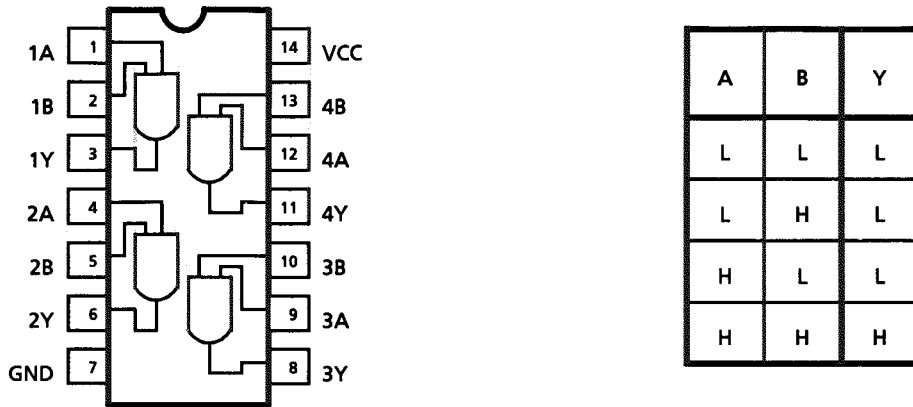 1A 1 14 VCC
1B 2 13 4B
1Y 3 12 4A
2A 4 11 4Y
2B 5 10 3B
2Y 6 9 3A
GND 7 8 3Y
A B Y
L L L
L H L
H L L
H H H